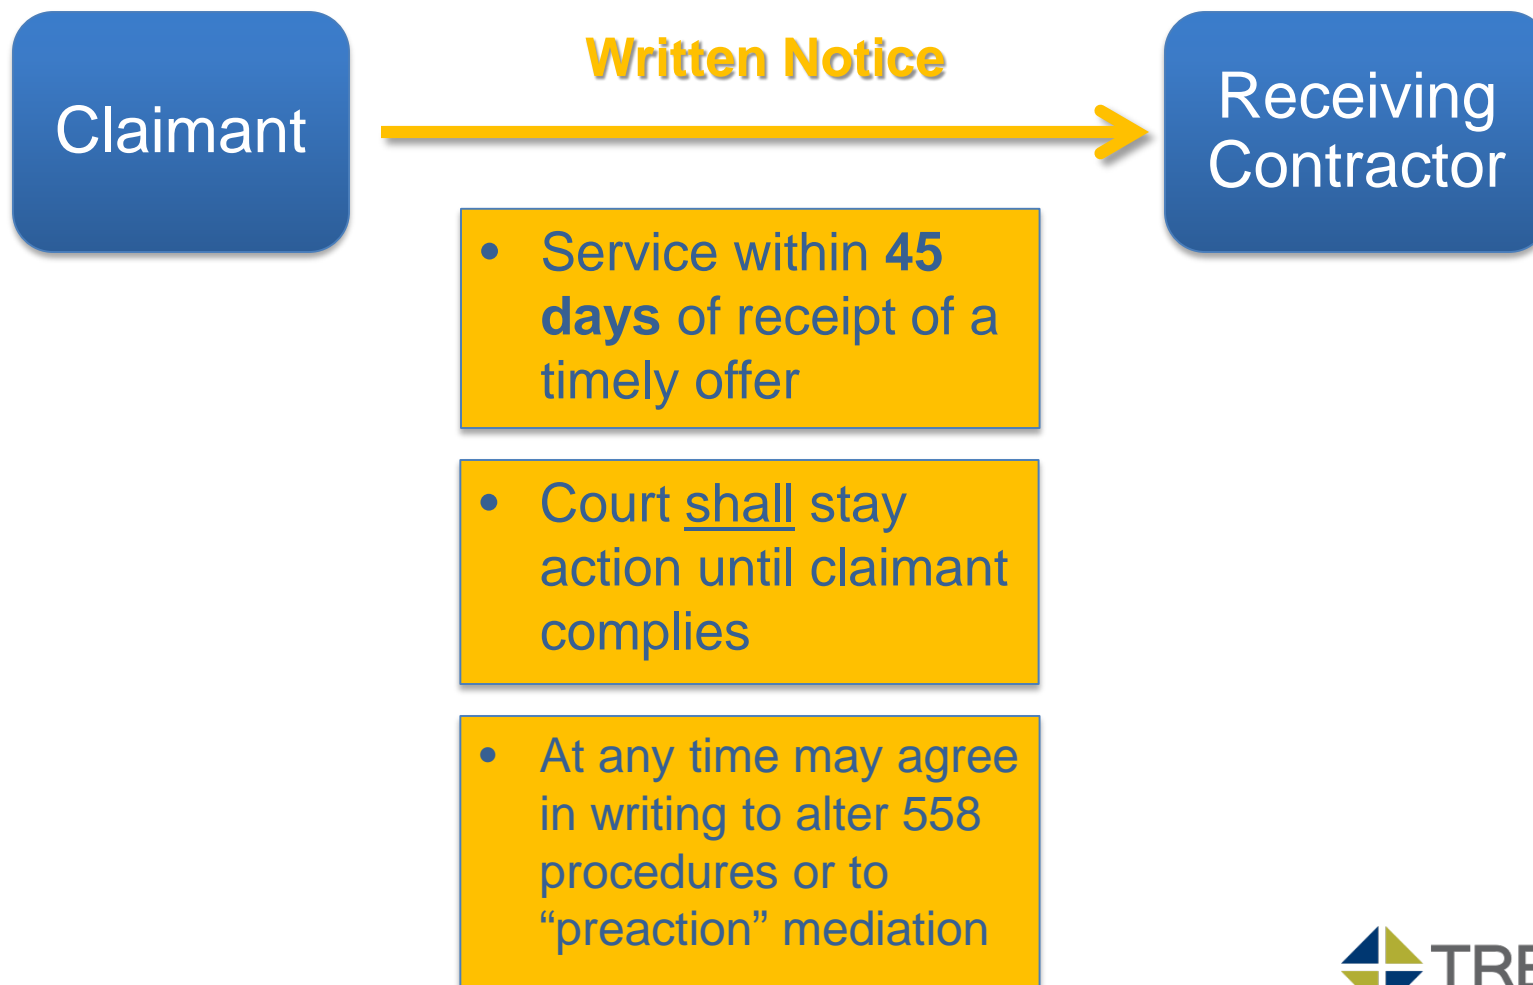 Claimant
Written Notice
Receiving
Contractor
• Service within 45
days of receipt of a
timely offer
• Court shall stay
action until claimant
complies
• At any time may agree
in writing to alter 558
procedures or to
“preaction” mediation